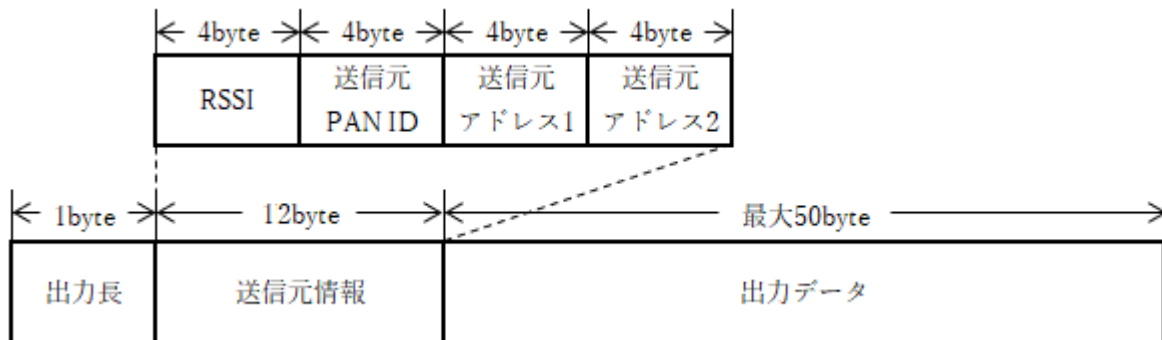 4byte 4byte 4byte 4byte
RSSI
送信元
PAN ID
送信元
アドレス1
送信元
アドレス2
1byte 12byte 最大50byte
出力長 送信元情報 出力データ